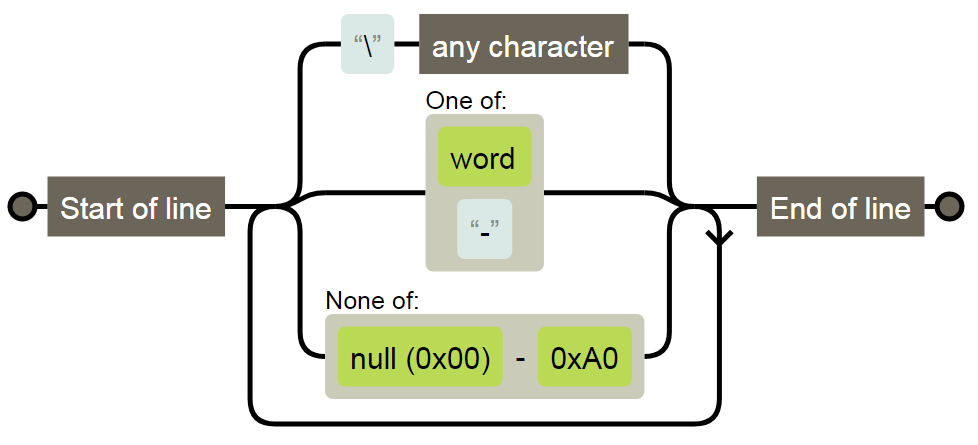 “\” any character
One of:
word
Start of line
End of line
“-”
None of:
null (0x00) - 0xA0